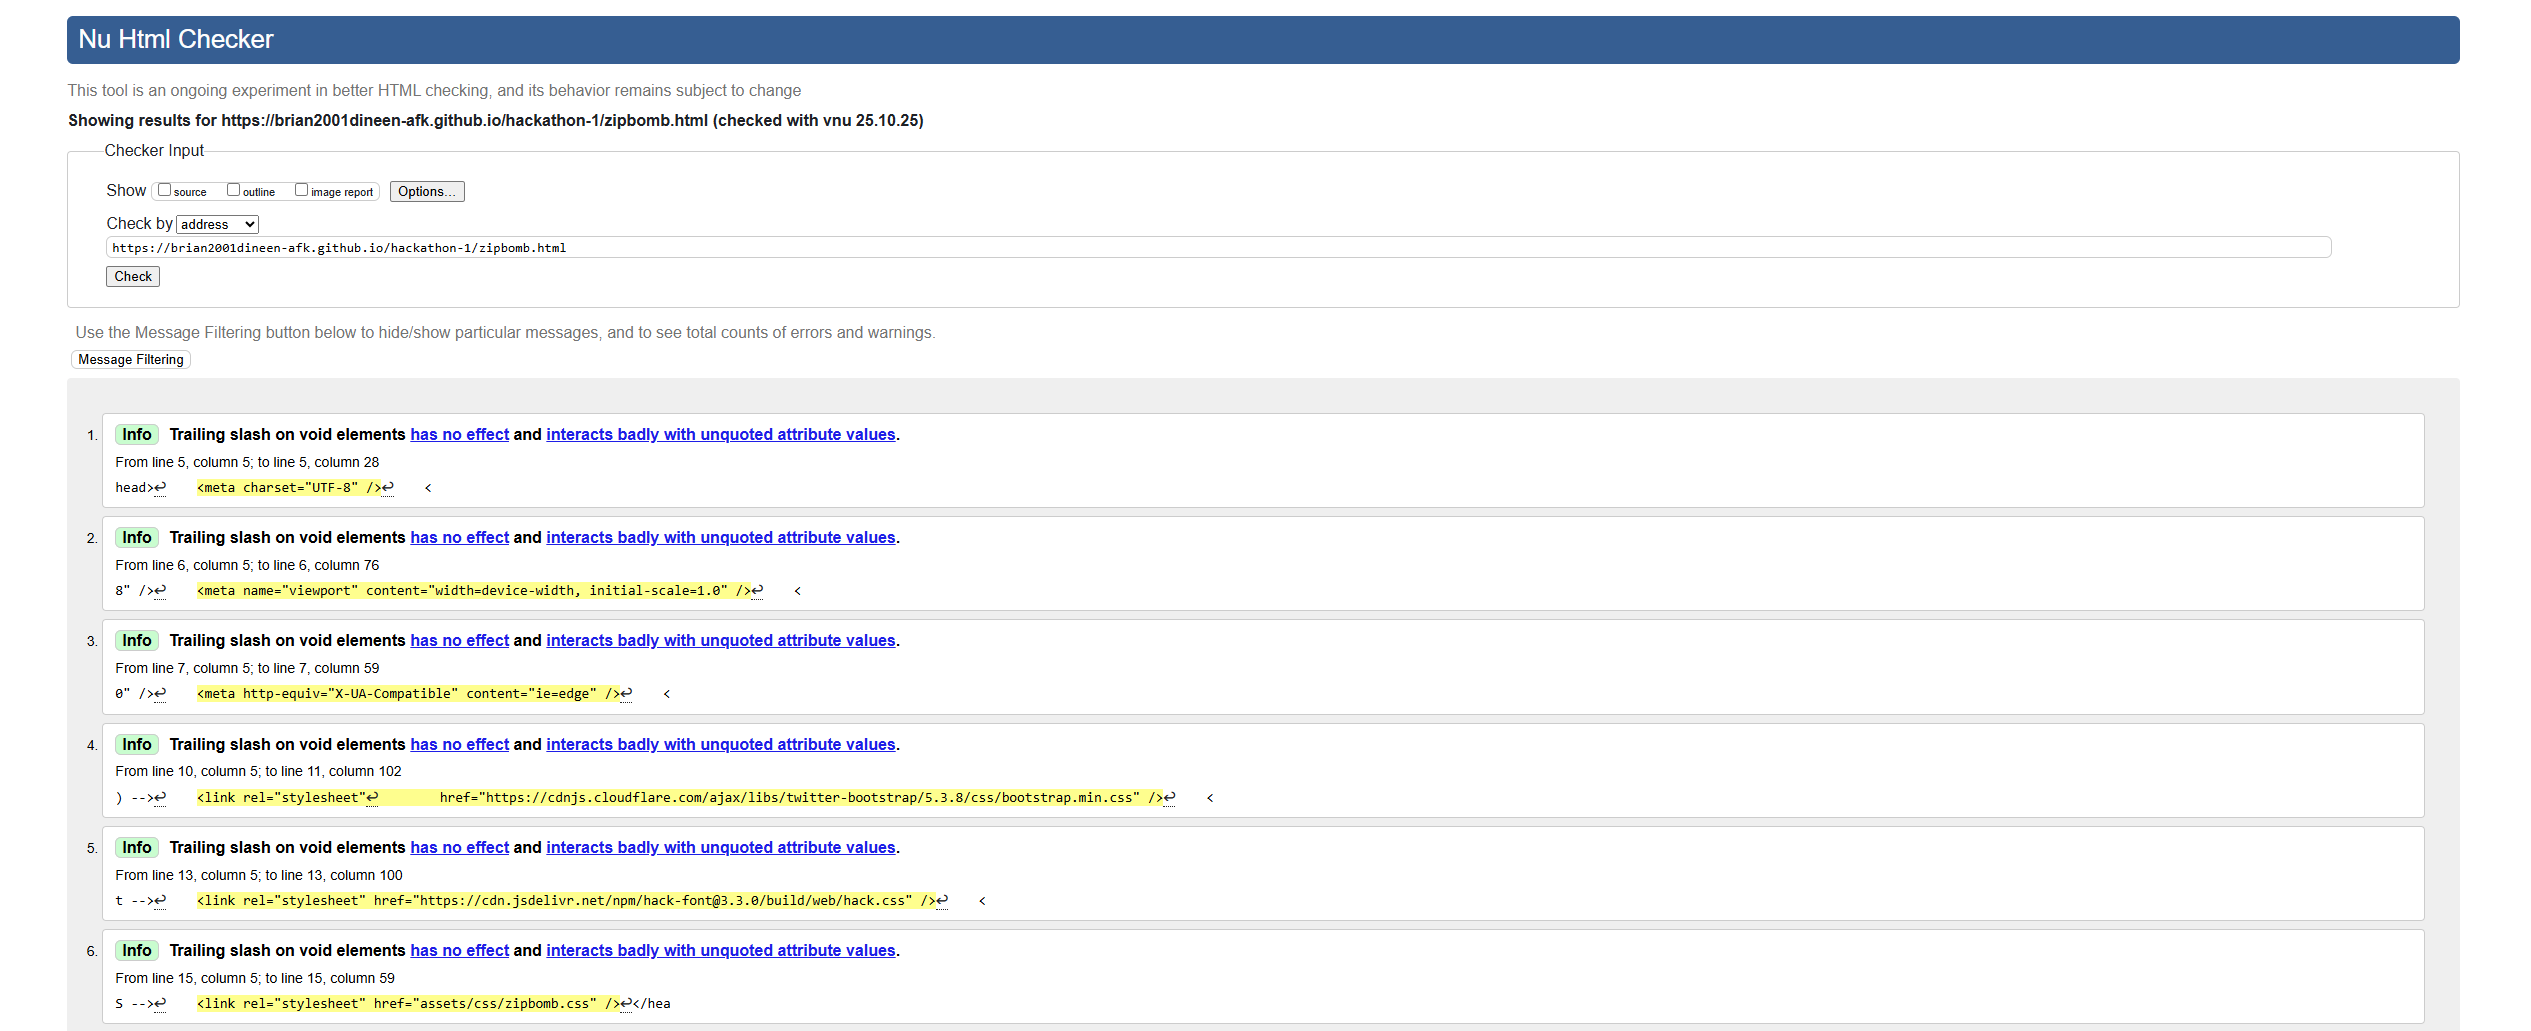 Nu Html Checker
This tool is an ongoing experiment in better HTML checking, and its behavior remains subject to change
Showing results for https://brian2001dineen-afk.github.io/hackathon-1/zipbomb.html (checked with vnu 25.10.25)
Checker Input
Show source outline image report Options...
Check by address
https://brian2001dineen-afk.github.io/hackathon-1/zipbomb.html
Check
Use the Message Filtering button below to hide/show particular messages, and to see total counts of errors and warnings.
Message Filtering
1. Info Trailing slash on void elements has no effect and interacts badly with unquoted attribute values.
From line 5, column 5; to line 5, column 28
head>↩    <meta charset="UTF-8" />↩    <
2. Info Trailing slash on void elements has no effect and interacts badly with unquoted attribute values.
From line 6, column 5; to line 6, column 76
8" />↩    <meta name="viewport" content="width=device-width, initial-scale=1.0" />↩    <
3. Info Trailing slash on void elements has no effect and interacts badly with unquoted attribute values.
From line 7, column 5; to line 7, column 59
0" />↩    <meta http-equiv="X-UA-Compatible" content="ie=edge" />↩    <
4. Info Trailing slash on void elements has no effect and interacts badly with unquoted attribute values.
From line 10, column 5; to line 11, column 102
) -->↩    <link rel="stylesheet"↩        href="https://cdnjs.cloudflare.com/ajax/libs/twitter-bootstrap/5.3.8/css/bootstrap.min.css" />↩    <
5. Info Trailing slash on void elements has no effect and interacts badly with unquoted attribute values.
From line 13, column 5; to line 13, column 100
t -->↩    <link rel="stylesheet" href="https://cdn.jsdelivr.net/npm/hack-font@3.3.0/build/web/hack.css" />↩    <
6. Info Trailing slash on void elements has no effect and interacts badly with unquoted attribute values.
From line 15, column 5; to line 15, column 59
S -->↩    <link rel="stylesheet" href="assets/css/zipbomb.css" />↩</hea